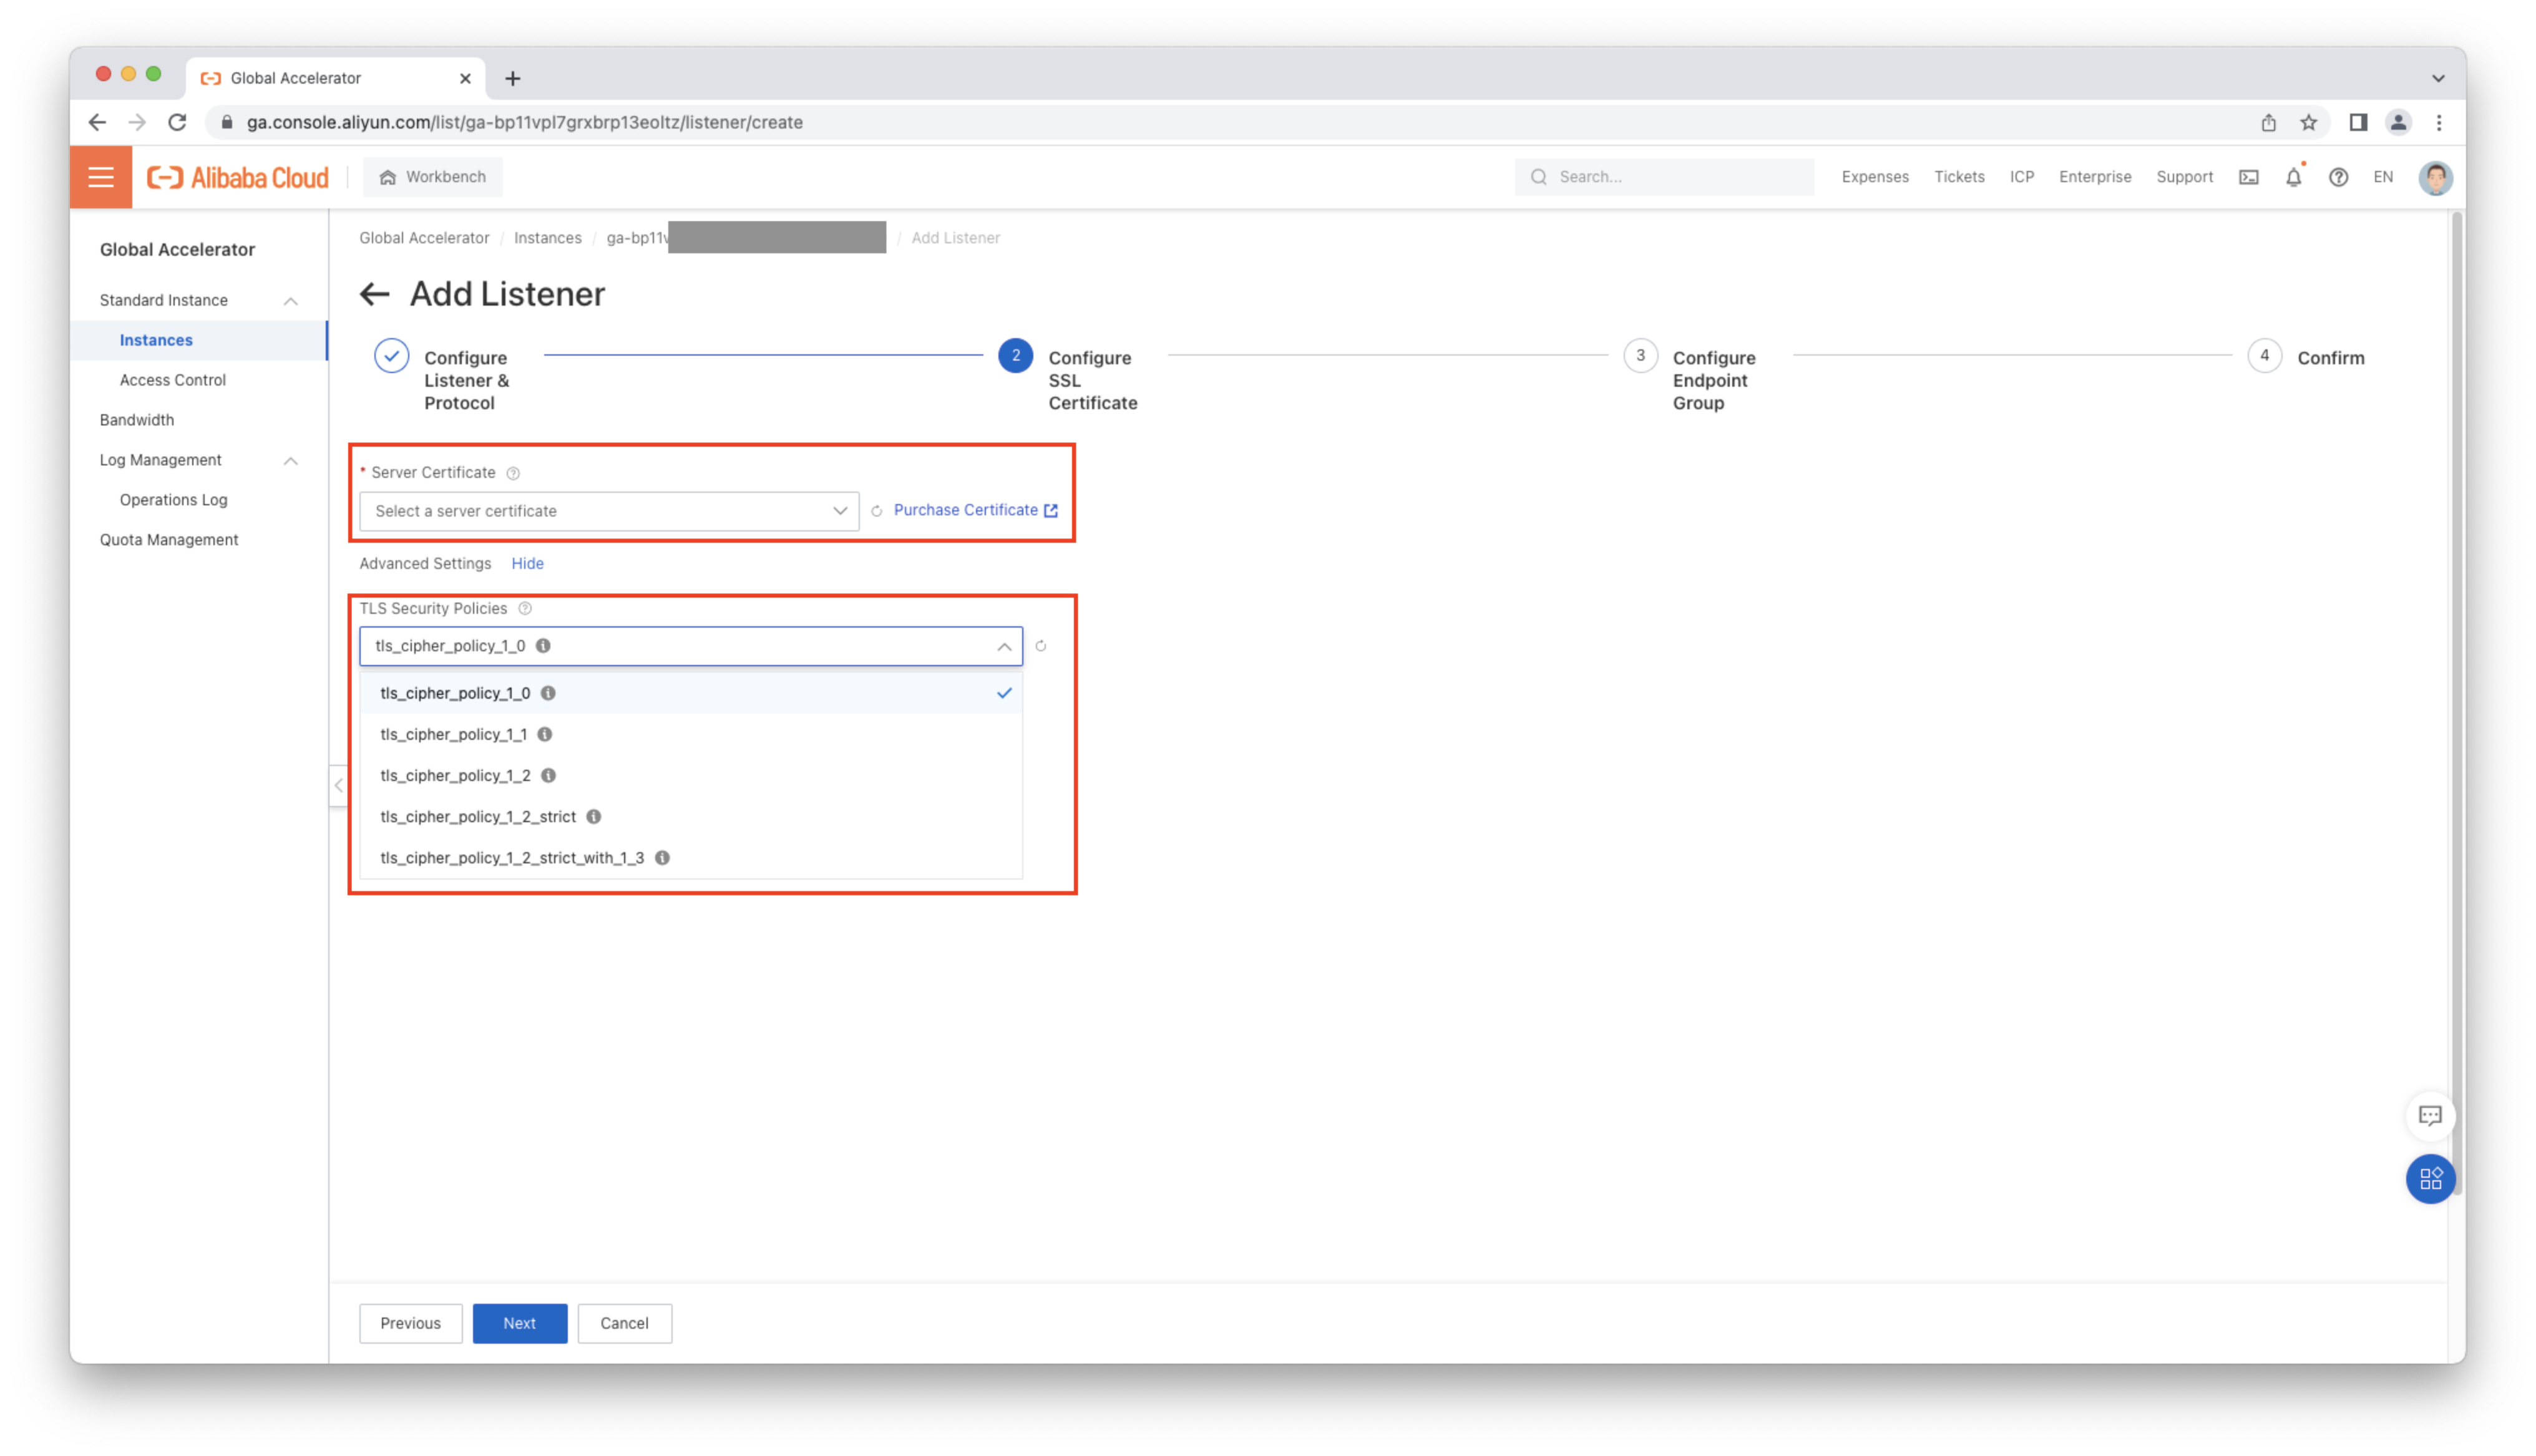 Global Accelerator
ga.console.aliyun.com/list/ga-bp11vpl7grxbrp13eoltz/listener/create
Alibaba Cloud
Workbench
Search...
Expenses
Tickets
ICP
Enterprise
Support
EN
Global Accelerator
Standard Instance
Instances
Access Control
Bandwidth
Log Management
Operations Log
Quota Management
Global Accelerator / Instances / ga-bp11v / Add Listener
Add Listener
Configure
Listener &
Protocol
2
Configure
SSL
Certificate
3
Configure
Endpoint
Group
4
Confirm
* Server Certificate
Select a server certificate
Purchase Certificate
Advanced Settings Hide
TLS Security Policies
tls_cipher_policy_1_0
tls_cipher_policy_1_0
tls_cipher_policy_1_1
tls_cipher_policy_1_2
tls_cipher_policy_1_2_strict
tls_cipher_policy_1_2_strict_with_1_3
Previous
Next
Cancel